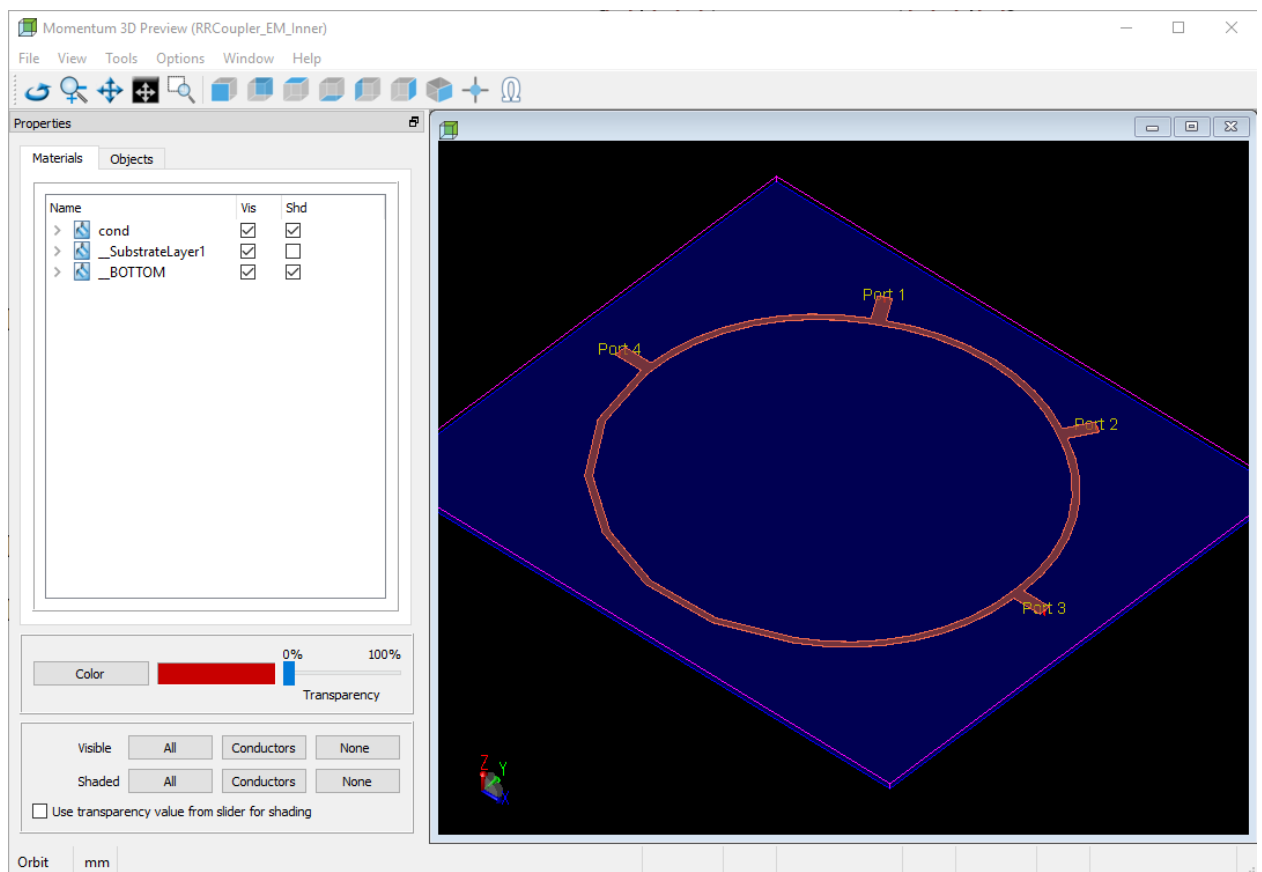 Momentum 3D Preview (RRCoupler_EM_Inner)
File View Tools Options Window Help
Properties
Materials Objects
Name Vis Shd
cond
__SubstrateLayer1
__BOTTOM
Color
0% 100%
Transparency
Visible All Conductors None
Shaded All Conductors None
Use transparency value from slider for shading
Port 1
Port 4
Port 2
Port 3
Z
Y
X
Orbit mm